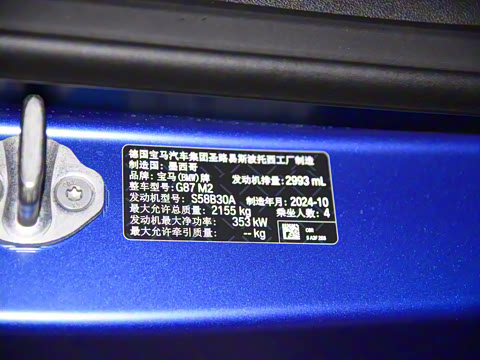 德国宝马汽车集团圣路易斯波托西工厂制造
制造国: 墨西哥
品牌: 宝马(BMW)牌 发动机排量: 2993 mL
整车型号: G87 M2
发动机型号: S58B30A 制造年月: 2024-10
最大允许总质量: 2155 kg 乘坐人数: 4
发动机最大净功率: 353 kW
最大允许牵引质量: -- kg